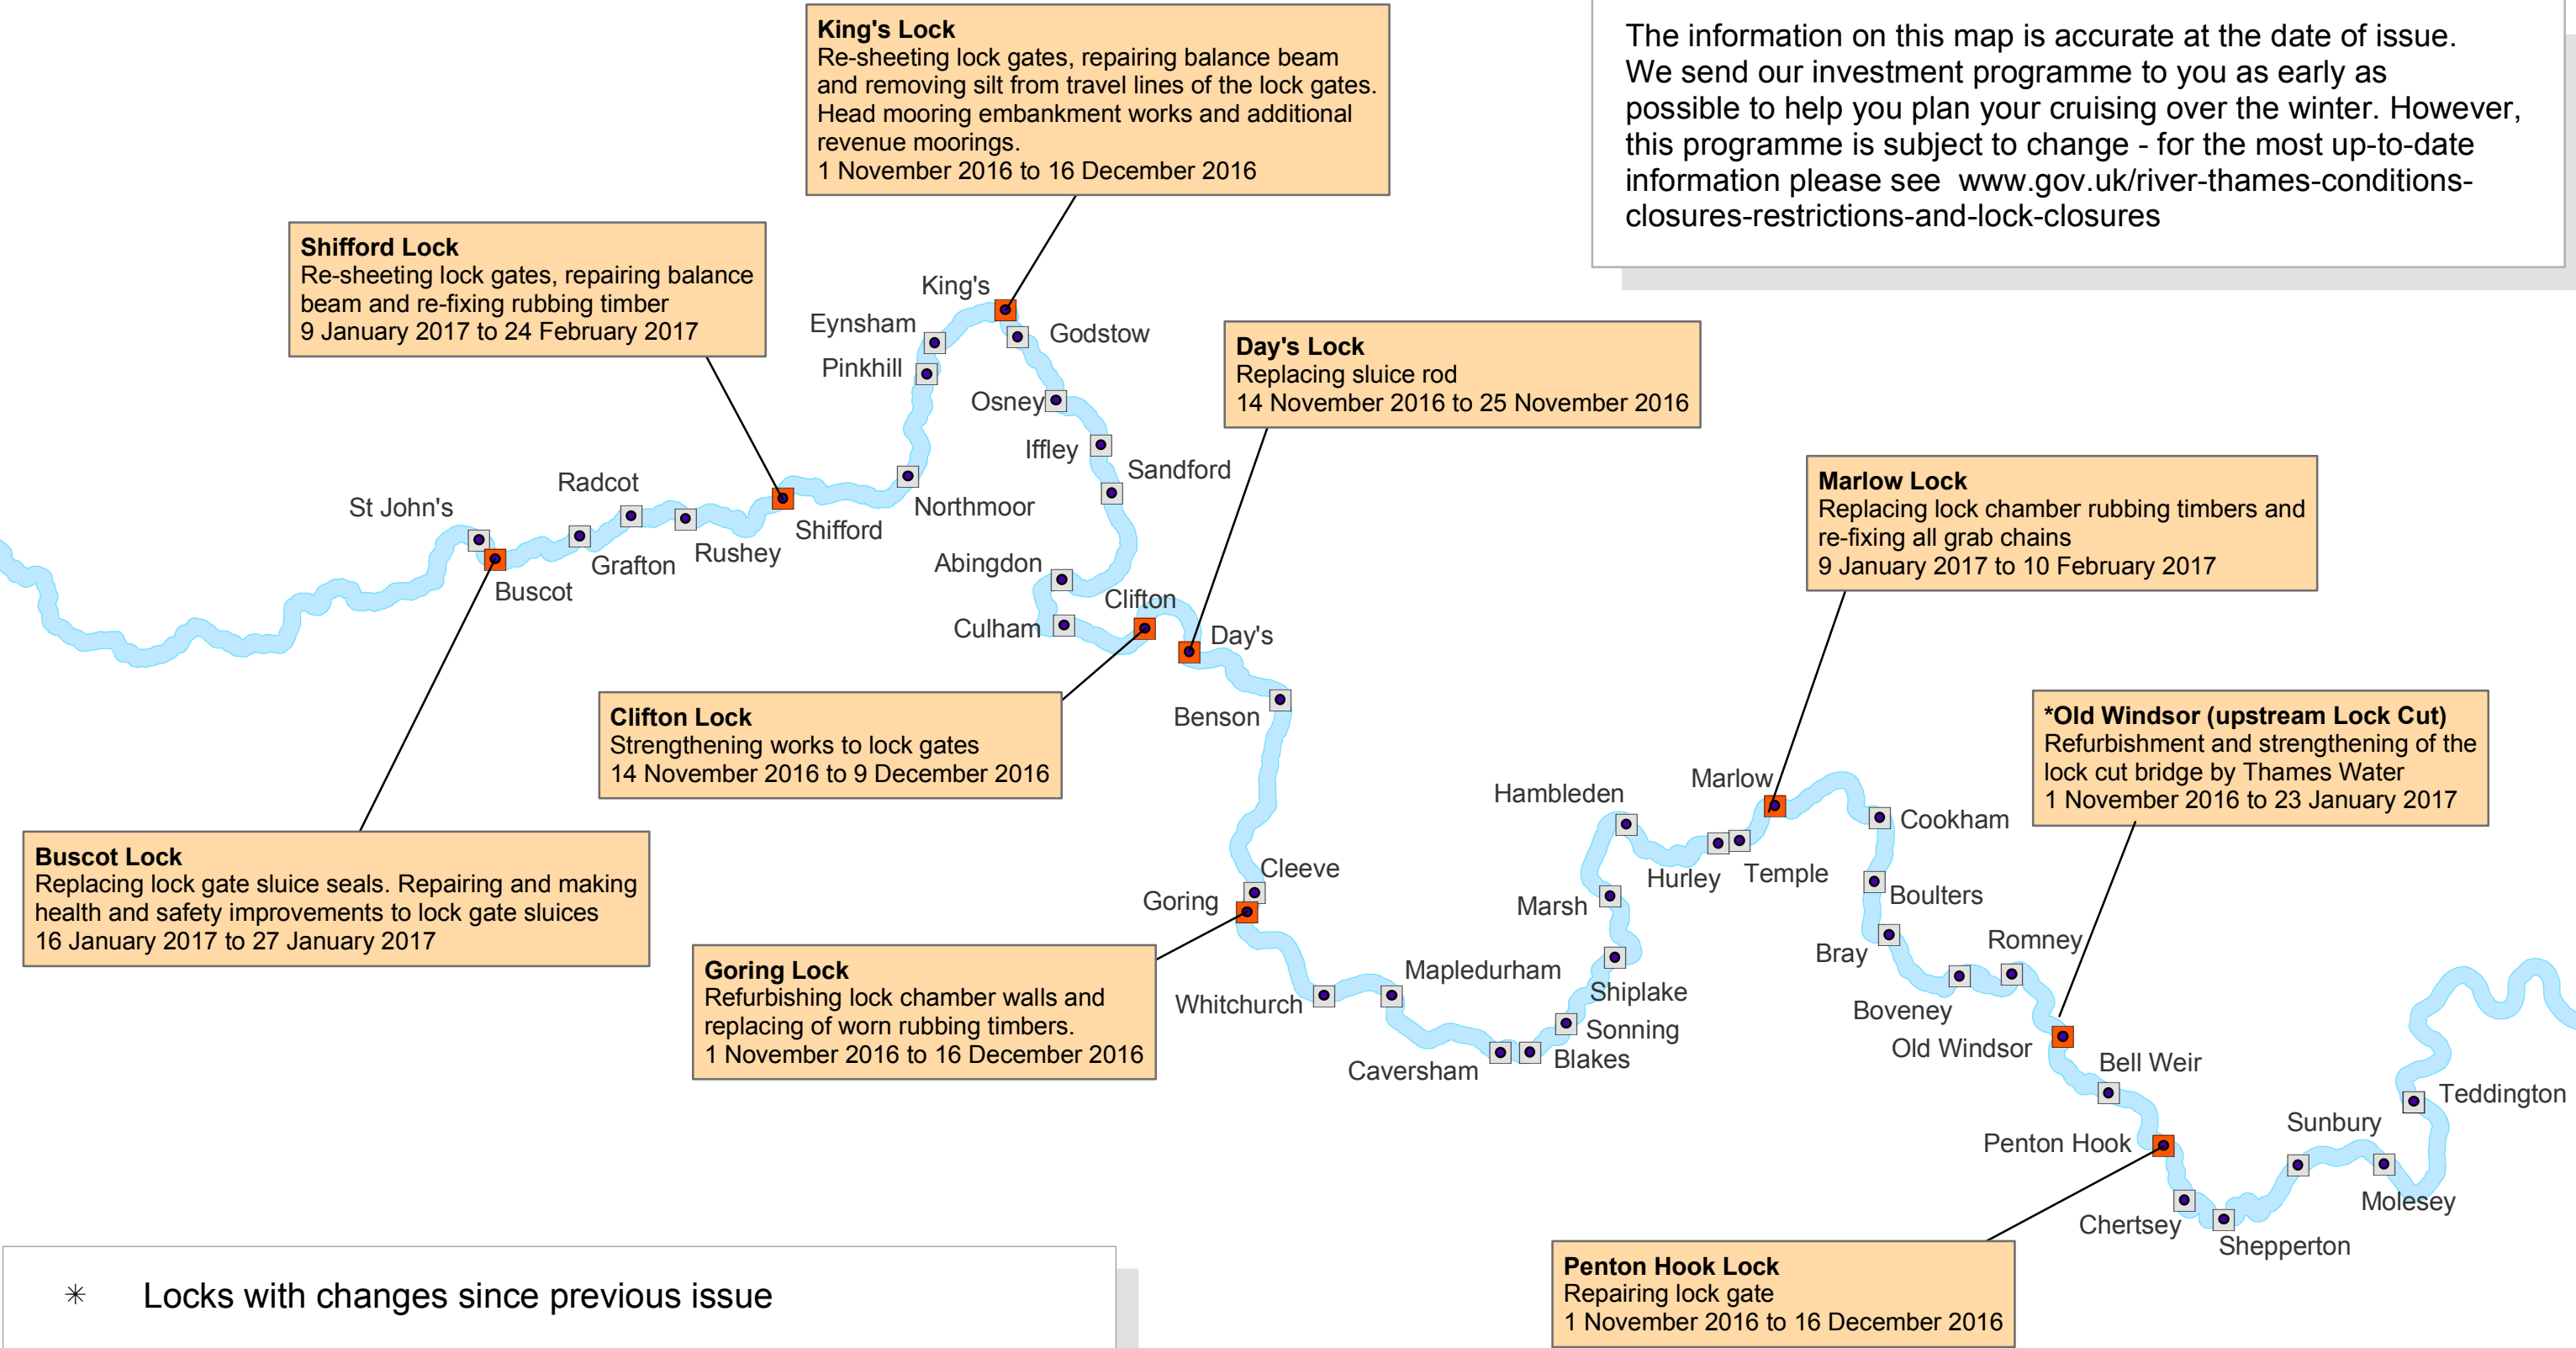 King's Lock
Re-sheeting lock gates, repairing balance beam
and removing silt from travel lines of the lock gates.
Head mooring embankment works and additional
revenue moorings.
1 November 2016 to 16 December 2016
The information on this map is accurate at the date of issue.
We send our investment programme to you as early as
possible to help you plan your cruising over the winter. However,
this programme is subject to change - for the most up-to-date
information please see  www.gov.uk/river-thames-conditions-
closures-restrictions-and-lock-closures
Shifford Lock
Re-sheeting lock gates, repairing balance
beam and re-fixing rubbing timber
9 January 2017 to 24 February 2017
King's
Eynsham
Godstow
Pinkhill
Day's Lock
Replacing sluice rod
14 November 2016 to 25 November 2016
Osney
Iffley
Sandford
Marlow Lock
Replacing lock chamber rubbing timbers and
re-fixing all grab chains
9 January 2017 to 10 February 2017
Radcot
St John's
Northmoor
Shifford
Rushey
Grafton
Buscot
Abingdon
Clifton
Culham
Day's
Clifton Lock
Strengthening works to lock gates
14 November 2016 to 9 December 2016
Benson
*Old Windsor (upstream Lock Cut)
Refurbishment and strengthening of the
lock cut bridge by Thames Water
1 November 2016 to 23 January 2017
Marlow
Hambleden
Cookham
Buscot Lock
Replacing lock gate sluice seals. Repairing and making
health and safety improvements to lock gate sluices
16 January 2017 to 27 January 2017
Cleeve
Goring
Hurley
Temple
Marsh
Boulters
Bray
Romney
Goring Lock
Refurbishing lock chamber walls and
replacing of worn rubbing timbers.
1 November 2016 to 16 December 2016
Mapledurham
Whitchurch
Shiplake
Boveney
Sonning
Old Windsor
Blakes
Caversham
Bell Weir
Teddington
Sunbury
Penton Hook
Molesey
Chertsey
Shepperton
Penton Hook Lock
Repairing lock gate
1 November 2016 to 16 December 2016
* Locks with changes since previous issue